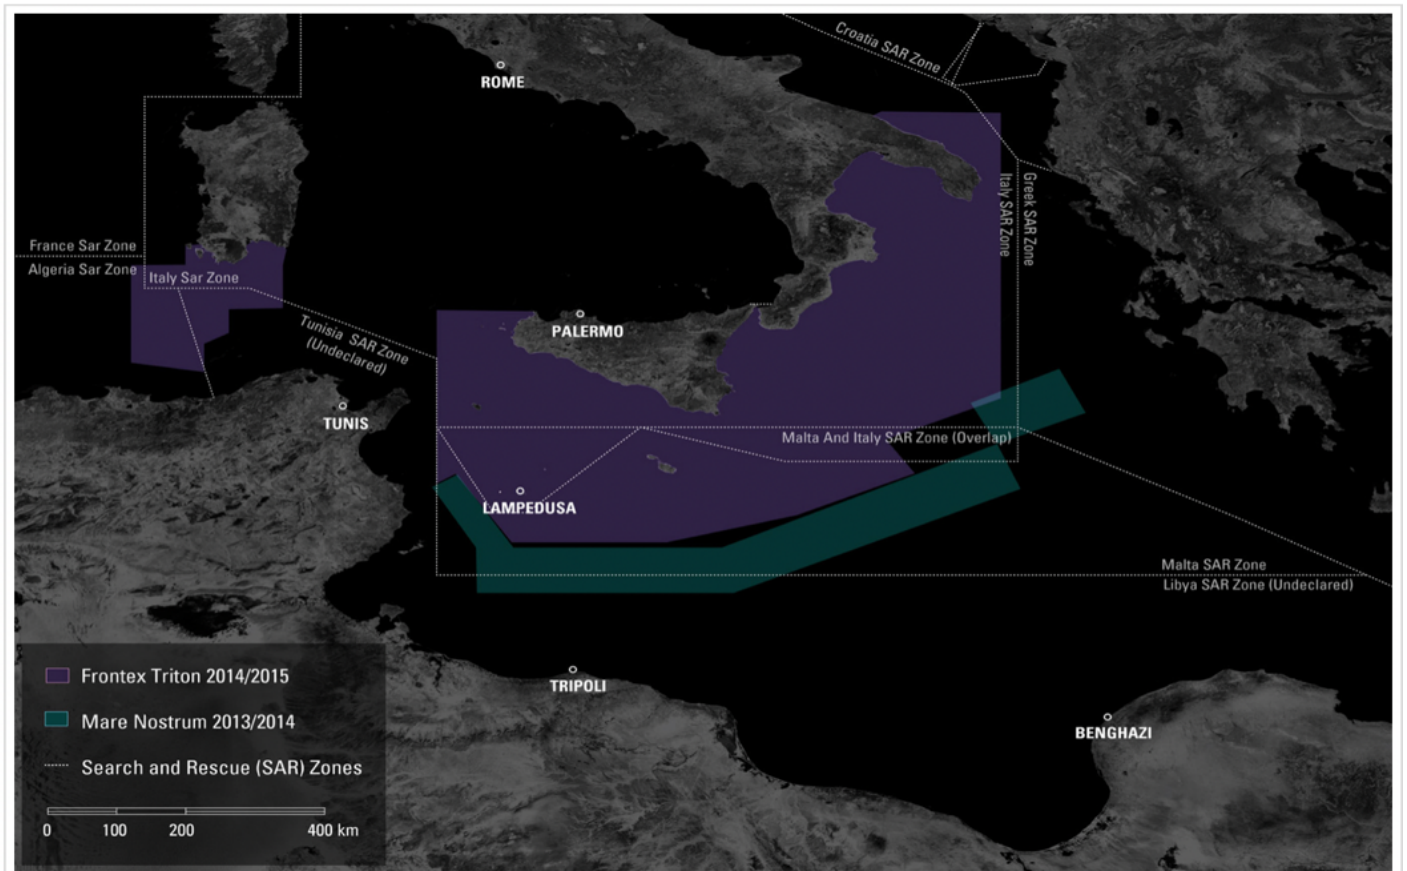 Croatia SAR Zone
ROME
Italy SAR Zone
Greek SAR Zone
France Sar Zone
Algeria Sar Zone
Italy Sar Zone
Tunisia SAR Zone
(Undeclared)
PALERMO
TUNIS
Malta And Italy SAR Zone (Overlap)
LAMPEDUSA
Malta SAR Zone
Libya SAR Zone (Undeclared)
TRIPOLI
BENGHAZI
Frontex Triton 2014/2015
Mare Nostrum 2013/2014
Search and Rescue (SAR) Zones
0 100 200 400 km